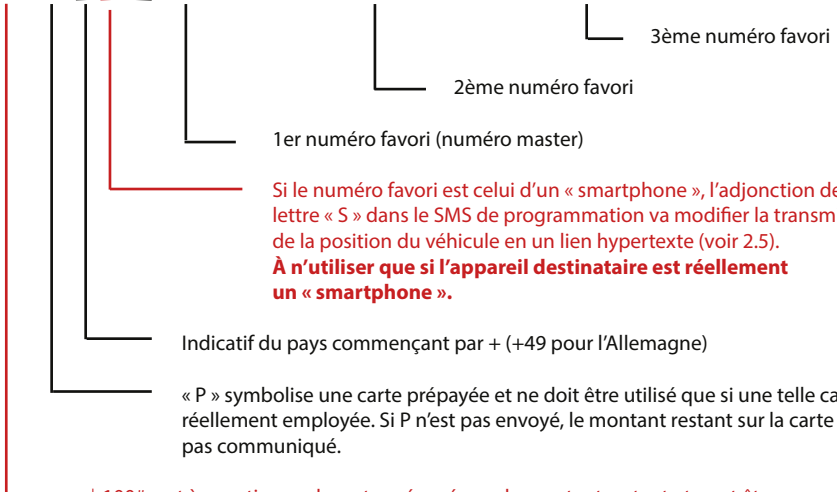 3ème numéro favori
2ème numéro favori
1er numéro favori (numéro master)
Si le numéro favori est celui d’un « smartphone », l’adjonction de
lettre « S » dans le SMS de programmation va modifier la transm
de la position du véhicule en un lien hypertexte (voir 2.5).
À n’utiliser que si l’appareil destinataire est réellement
un « smartphone ».
Indicatif du pays commençant par + (+49 pour l’Allemagne)
« P » symbolise une carte prépayée et ne doit être utilisé que si une telle ca
réellement employée. Si P n’est pas envoyé, le montant restant sur la carte
pas communiqué.